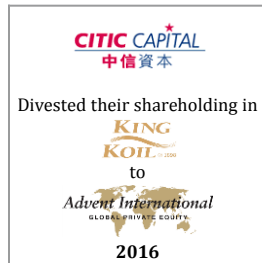 CITIC CAPITAL
中信資本
Divested their shareholding in
KING
KOIL
to
Advent International
GLOBAL PRIVATE EQUITY
2016